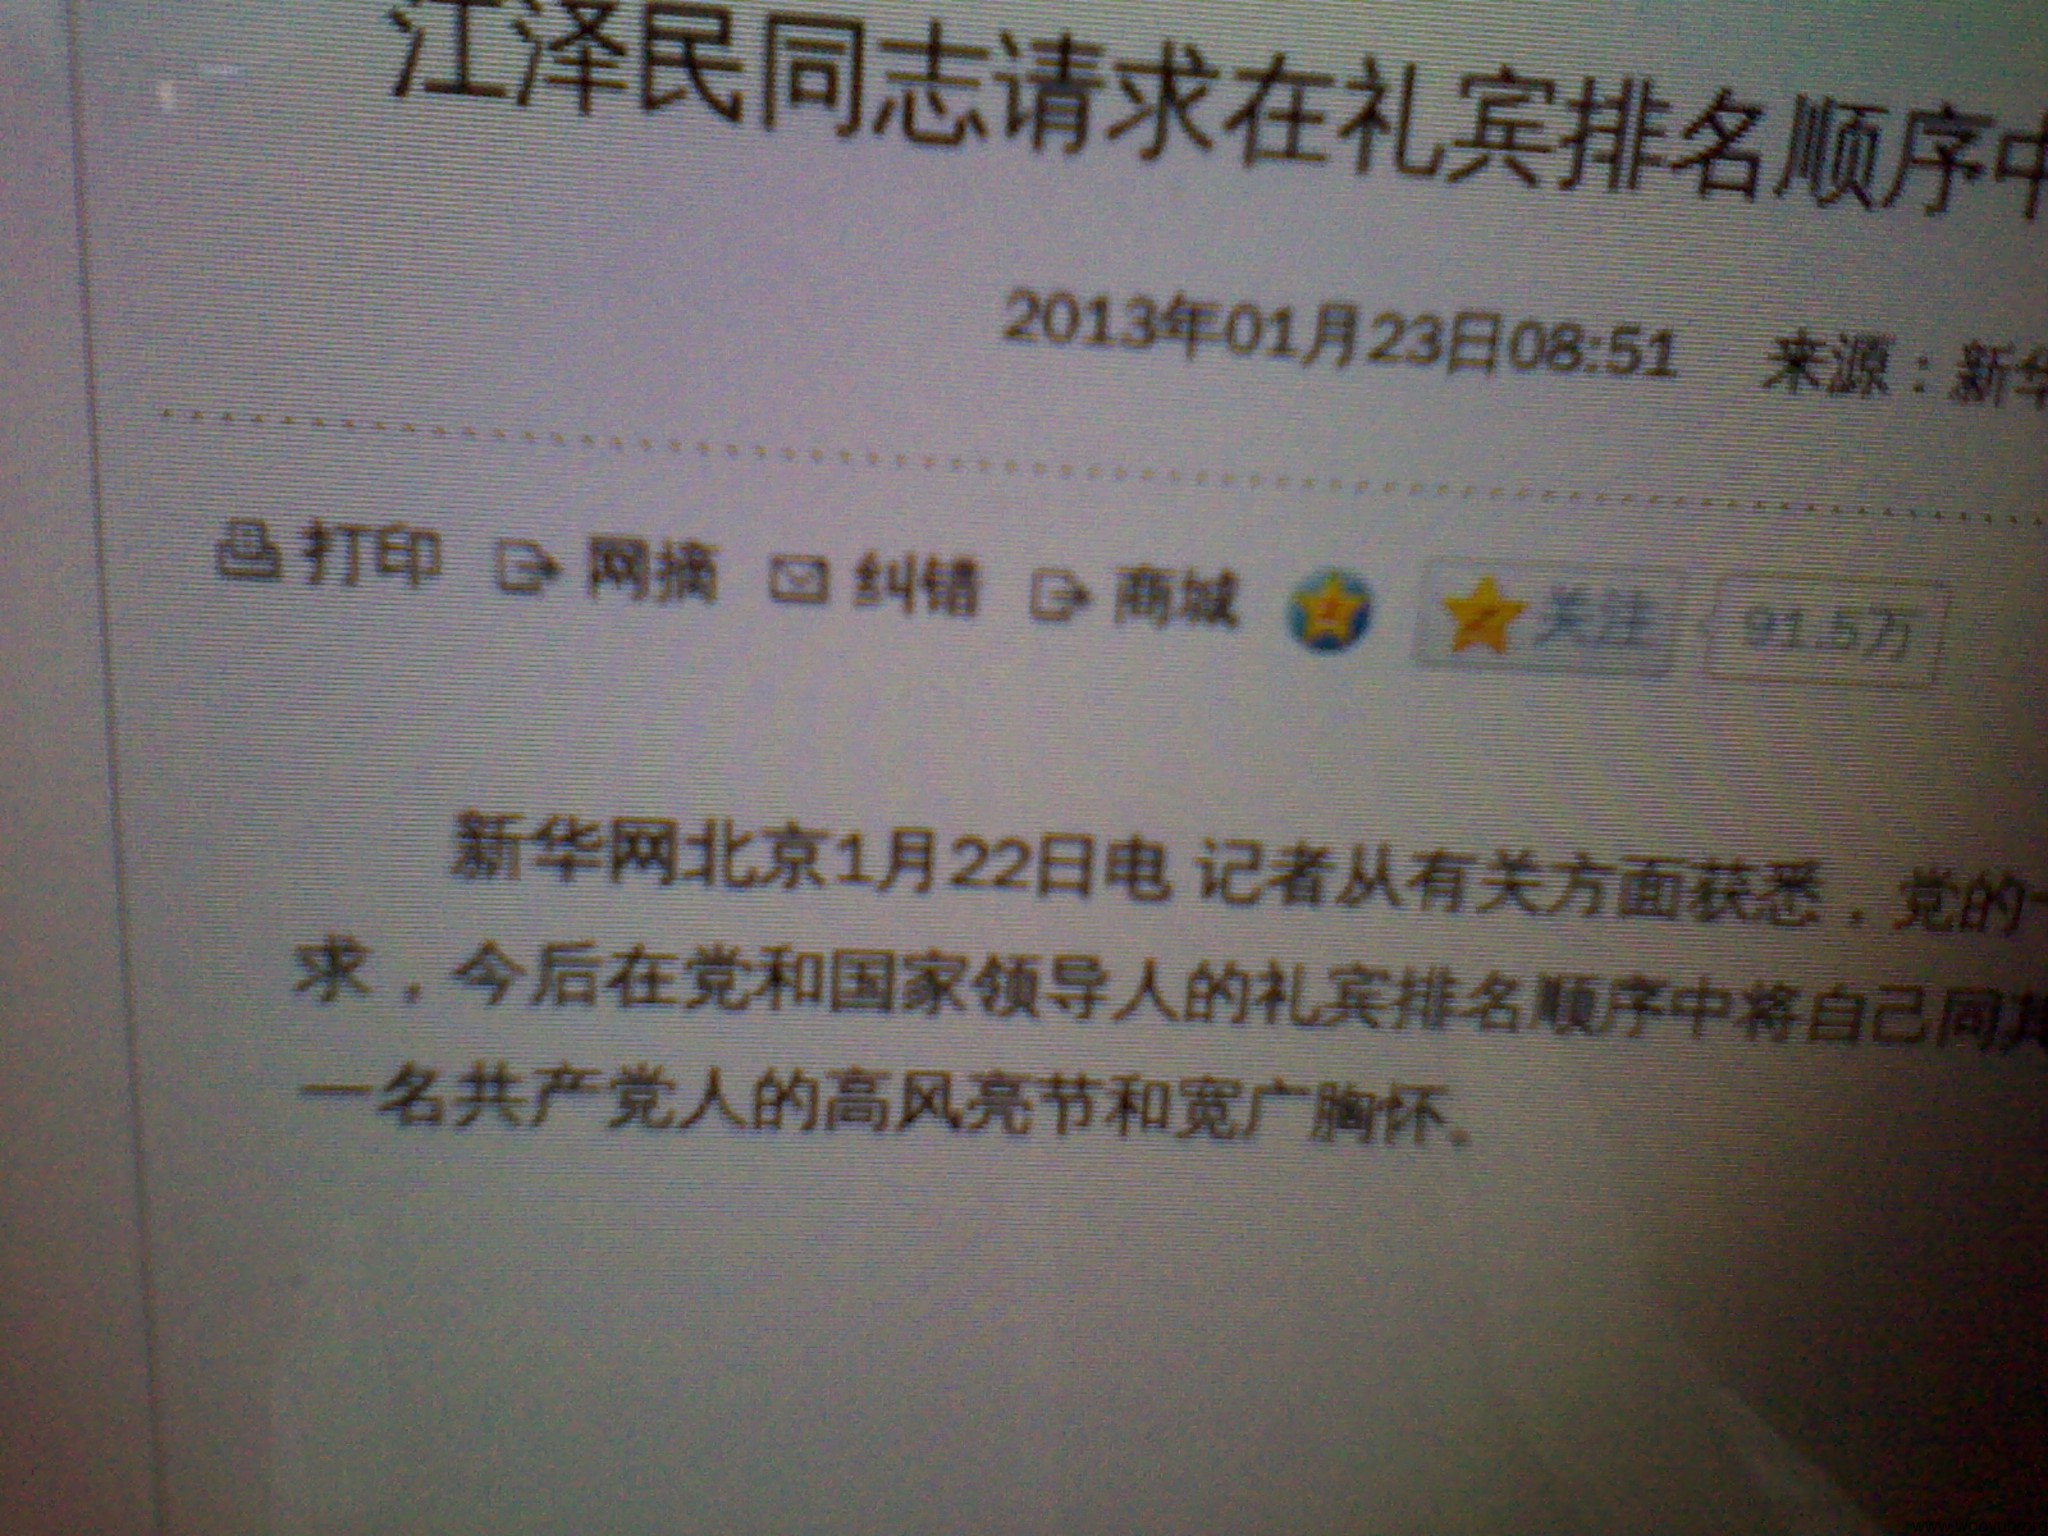 江泽民同志请求在礼宾排名顺序中
2013年01月23日08:51 来源：新华
打印 网摘 纠错 商城 关注 91.5万
新华网北京1月22日电 记者从有关方面获悉，党的十
求，今后在党和国家领导人的礼宾排名顺序中将自己同其
一名共产党人的高风亮节和宽广胸怀。